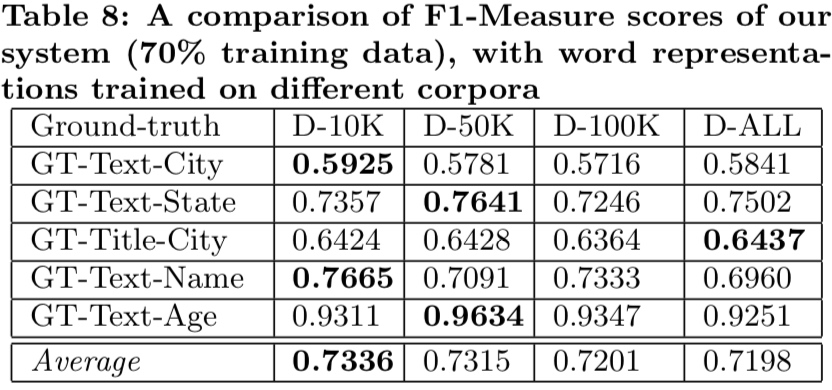 Table 8: A comparison of F1-Measure scores of our
system (70% training data), with word representa-
tions trained on different corpora
Ground-truth D-10K D-50K D-100K D-ALL
GT-Text-City 0.5925 0.5781 0.5716 0.5841
GT-Text-State 0.7357 0.7641 0.7246 0.7502
GT-Title-City 0.6424 0.6428 0.6364 0.6437
GT-Text-Name 0.7665 0.7091 0.7333 0.6960
GT-Text-Age 0.9311 0.9634 0.9347 0.9251
Average 0.7336 0.7315 0.7201 0.7198